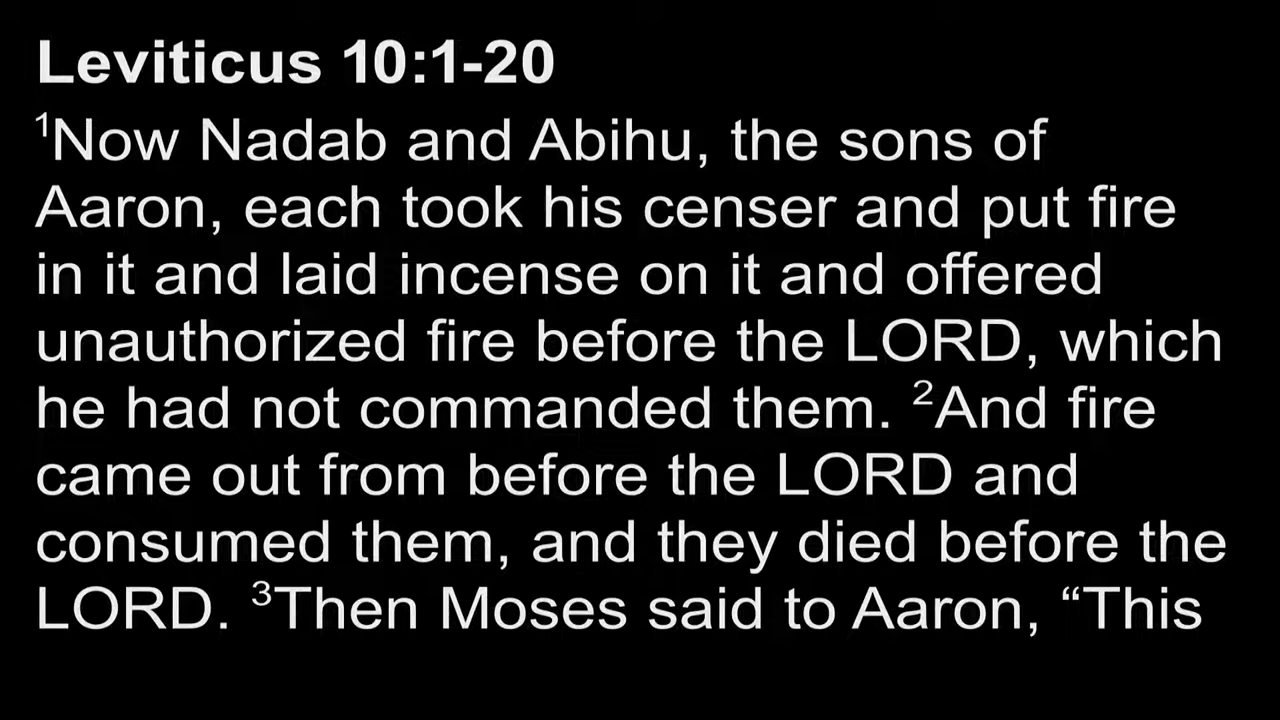 Leviticus 10:1-20
¹Now Nadab and Abihu, the sons of
Aaron, each took his censer and put fire
in it and laid incense on it and offered
unauthorized fire before the LORD, which
he had not commanded them. ²And fire
came out from before the LORD and
consumed them, and they died before the
LORD. ³Then Moses said to Aaron, “This